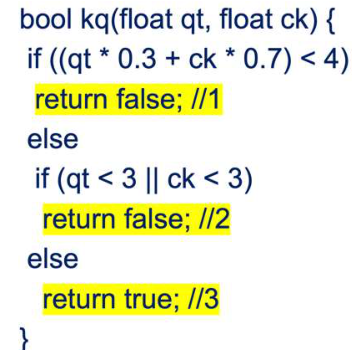 bool kq(float qt, float ck) {
if ((qt * 0.3 + ck * 0.7) < 4)
return false; //1
else
if (qt < 3 || ck < 3)
return false; //2
else
return true; //3
}